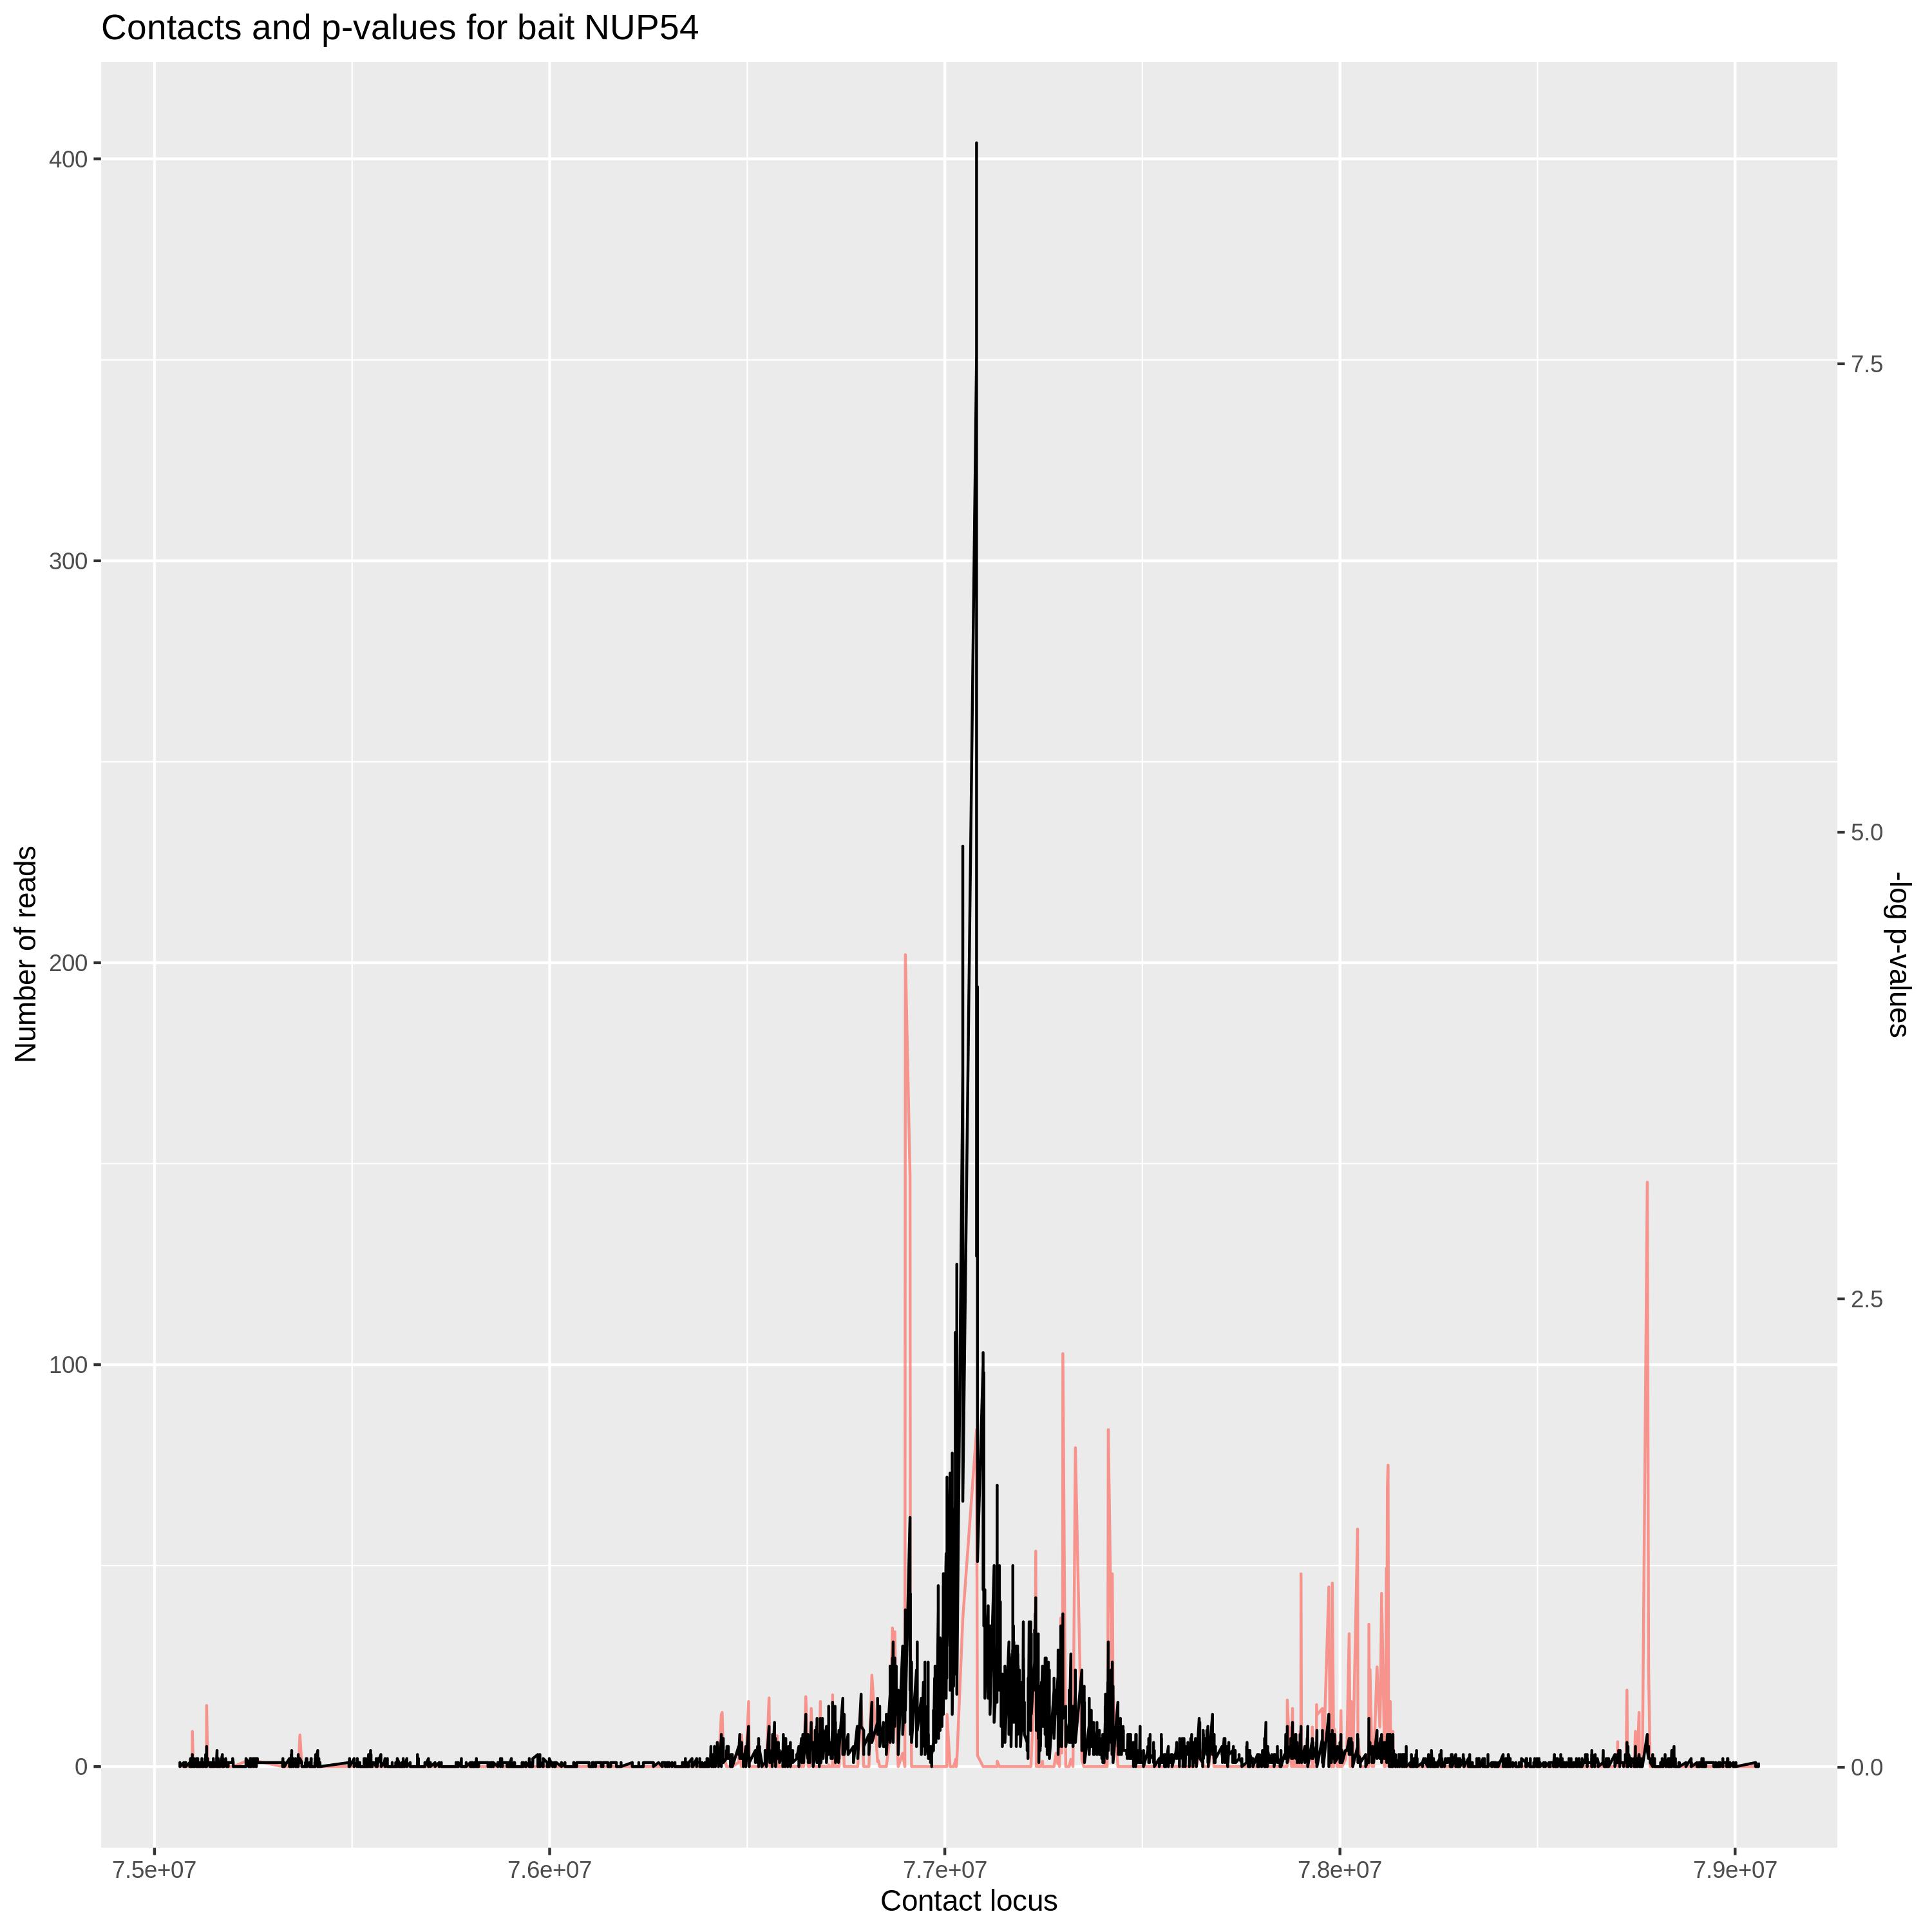 Contacts and p-values for bait NUP54
Number of reads
400
300
200
100
0
7.5
5.0
2.5
0.0
-log p-values
7.5e+07
7.6e+07
7.7e+07
7.8e+07
7.9e+07
Contact locus